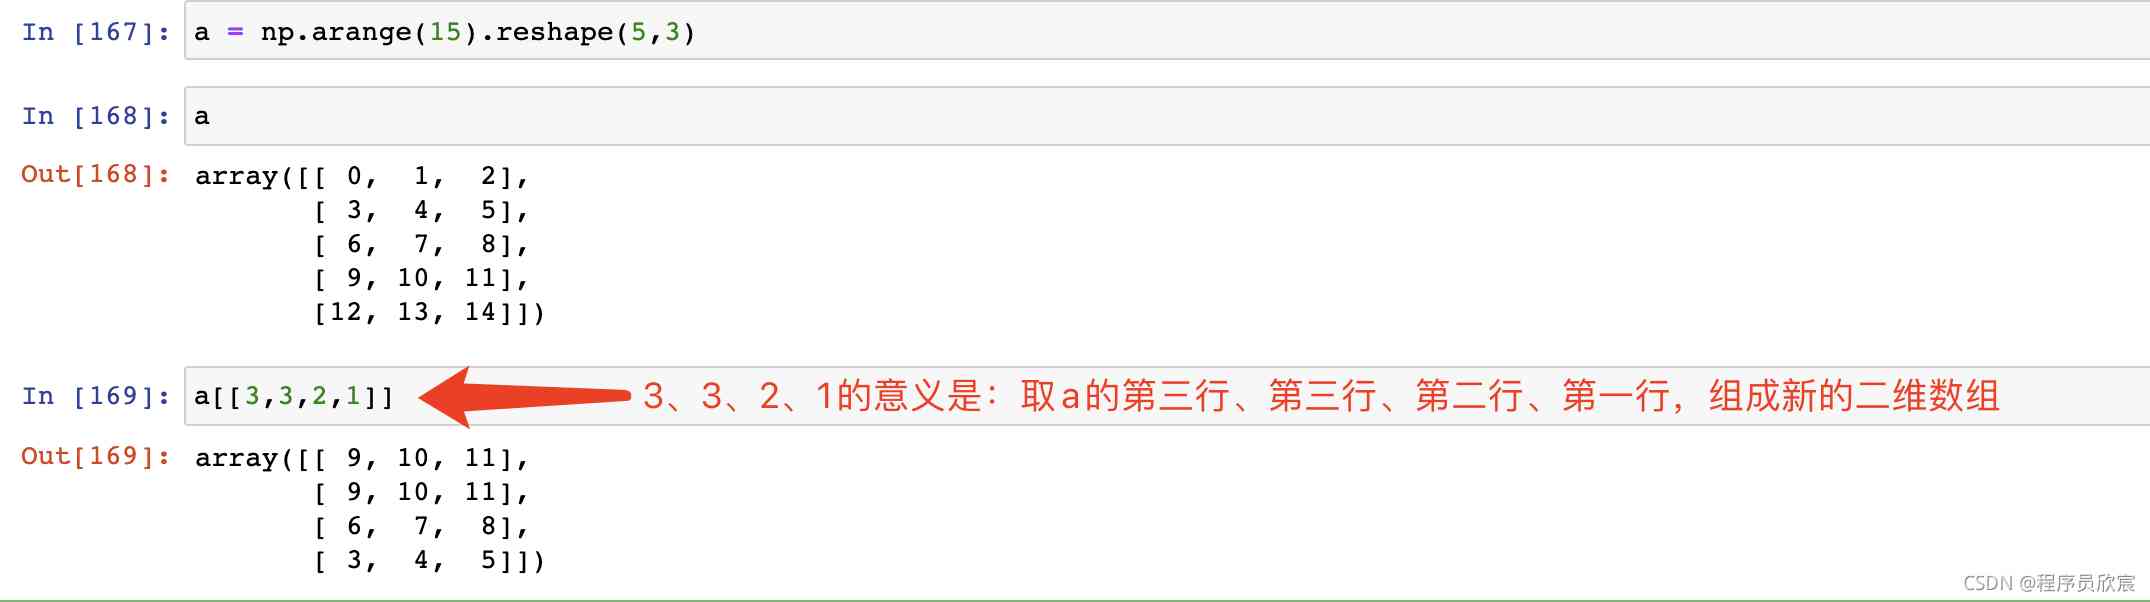 In [167]: a = np.arange(15).reshape(5,3)
In [168]: a
Out[168]: array([[ 0,  1,  2],
       [ 3,  4,  5],
       [ 6,  7,  8],
       [ 9, 10, 11],
       [12, 13, 14]])
In [169]: a[[3,3,2,1]] 3、3、2、1的意义是：取a的第三行、第三行、第二行、第一行，组成新的二维数组
Out[169]: array([[ 9, 10, 11],
       [ 9, 10, 11],
       [ 6,  7,  8],
       [ 3,  4,  5]])
CSDN @程序员欣宸